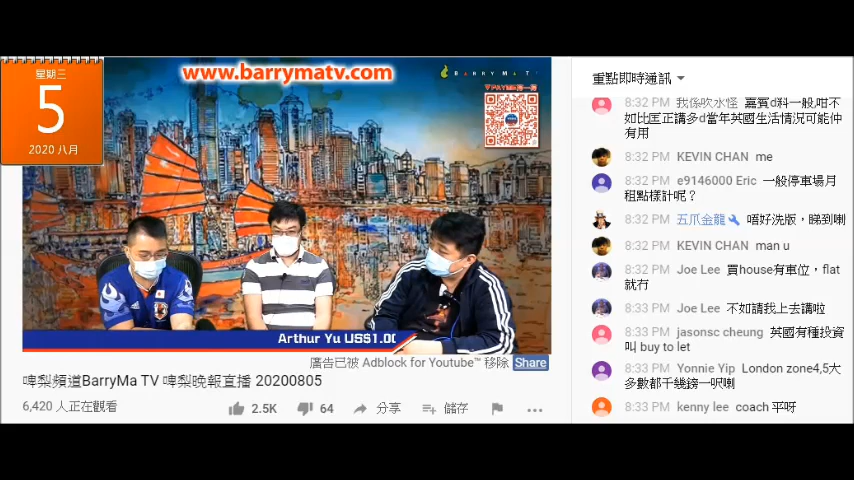 www.barrymatv.com
BARRYMATV
星期三
5
2020 八月
Arthur Yu US$1.00
廣告已被 Adblock for Youtube™ 移除 Share
啤梨頻道BarryMa TV 啤梨晚報直播 20200805
6,420 人正在觀看
2.5K
64
分享
儲存
重點即時通訊
8:32 PM 我係吹水怪 嘉賓d料一般,咁不
如比匡正講多d當年英國生活情況可能仲
有用
8:32 PM KEVIN CHAN me
8:32 PM e9146000 Eric 一般停車場月
租點樣計呢？
8:32 PM 五爪金龍 唔好洗版，睇到喇
8:32 PM KEVIN CHAN man u
8:32 PM Joe Lee 買house有車位，flat
就冇
8:33 PM Joe Lee 不如請我上去講啦
8:33 PM jasonsc cheung 英國有種投資
叫 buy to let
8:33 PM Yonnie Yip London zone4,5大
多數都千幾鎊一呎喇
8:33 PM kenny lee coach 平呀